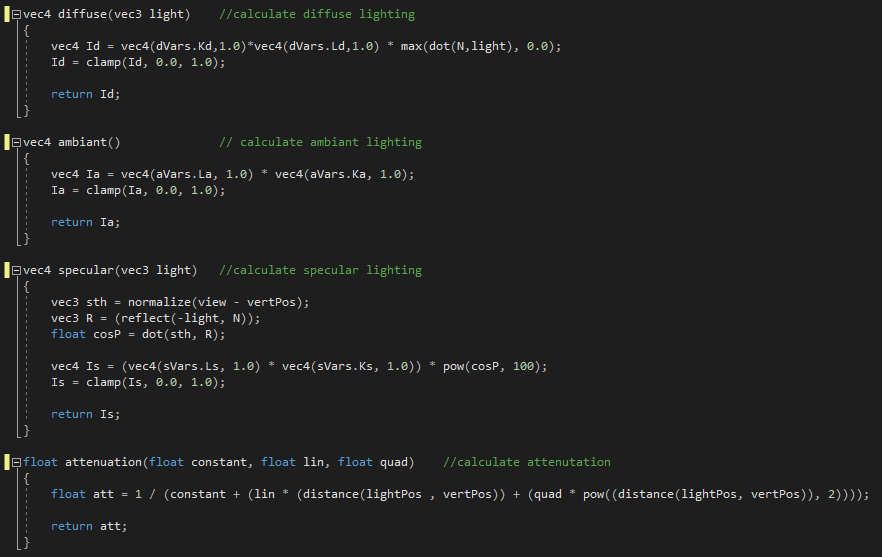 vec4 diffuse(vec3 light)    //calculate diffuse lighting
{
    vec4 Id = vec4(dVars.Kd,1.0)*vec4(dVars.Ld,1.0) * max(dot(N,light), 0.0);
    Id = clamp(Id, 0.0, 1.0);
    return Id;
}
vec4 ambiant()              // calculate ambiant lighting
{
    vec4 Ia = vec4(aVars.La, 1.0) * vec4(aVars.Ka, 1.0);
    Ia = clamp(Ia, 0.0, 1.0);
    return Ia;
}
vec4 specular(vec3 light)   //calculate specular lighting
{
    vec3 sth = normalize(view - vertPos);
    vec3 R = (reflect(-light, N));
    float cosP = dot(sth, R);
    vec4 Is = (vec4(sVars.Ls, 1.0) * vec4(sVars.Ks, 1.0)) * pow(cosP, 100);
    Is = clamp(Is, 0.0, 1.0);
    return Is;
}
float attenuation(float constant, float lin, float quad)    //calculate attenutation
{
    float att = 1 / (constant + (lin * (distance(lightPos , vertPos)) + (quad * pow((distance(lightPos, vertPos)), 2))));
    return att;
}